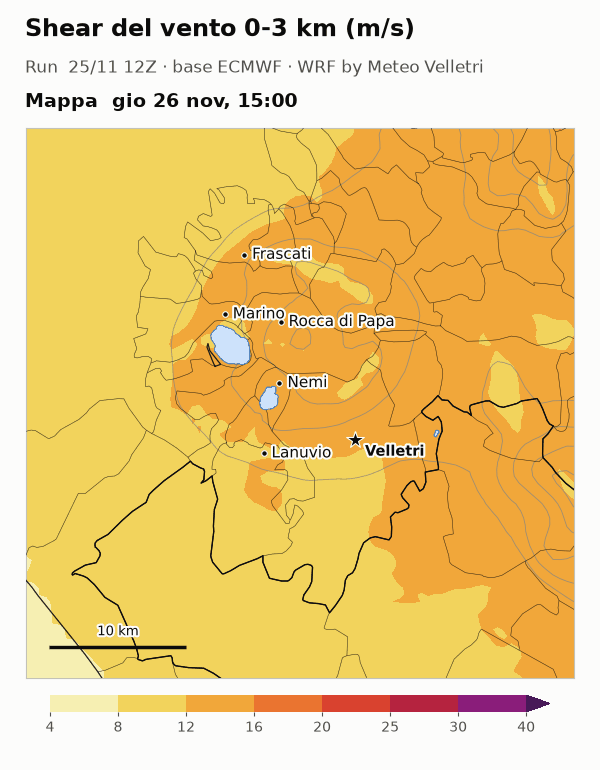 Shear del vento 0-3 km (m/s)
Run  25/11 12Z · base ECMWF · WRF by Meteo Velletri
Mappa  gio 26 nov, 15:00
Frascati
Marino
Rocca di Papa
Nemi
Velletri
Lanuvio
10 km
4 8 12 16 20 25 30 40